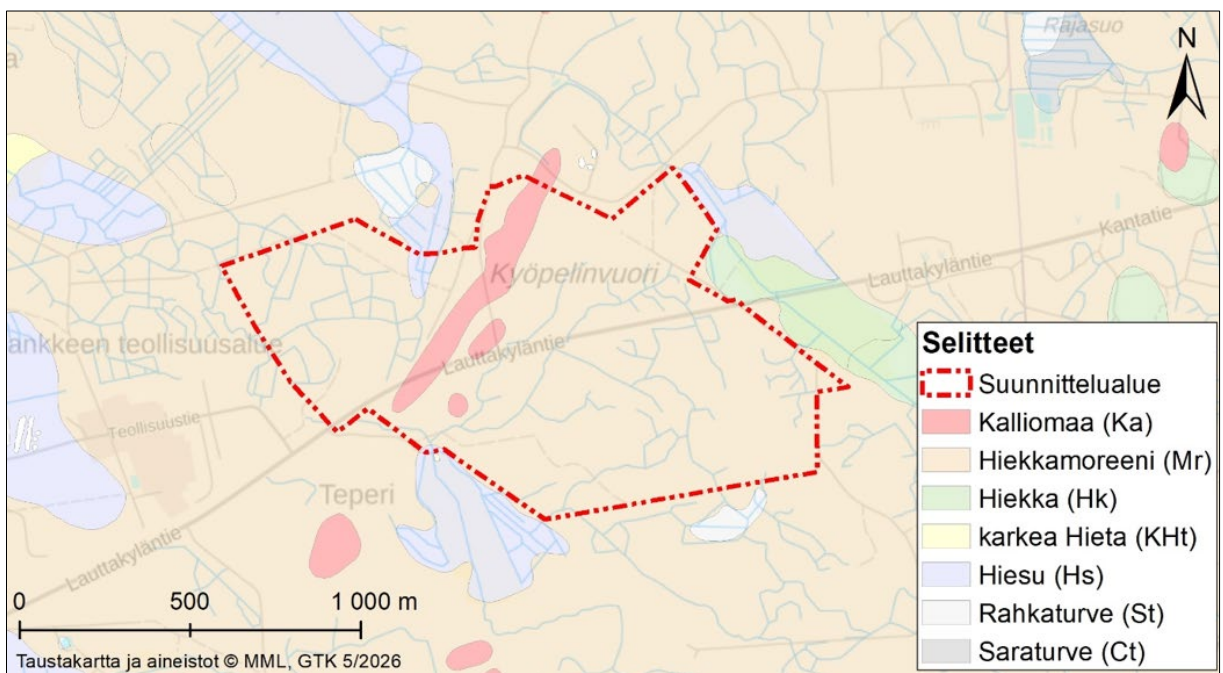 Rajasuo
N
a
Kantatie
Kyöpelinvuori
Lauttakyläntie
ankkeen teollisuusalue
Lauttakyläntie
Teollisuustie
Teperi
Lauttakyläntie
Selitteet
Suunnittelualue
Kalliomaa (Ka)
Hiekkamoreeni (Mr)
Hiekka (Hk)
karkea Hieta (KHt)
Hiesu (Hs)
Rahkaturve (St)
Saraturve (Ct)
0 500 1 000 m
Taustakartta ja aineistot © MML, GTK 5/2026